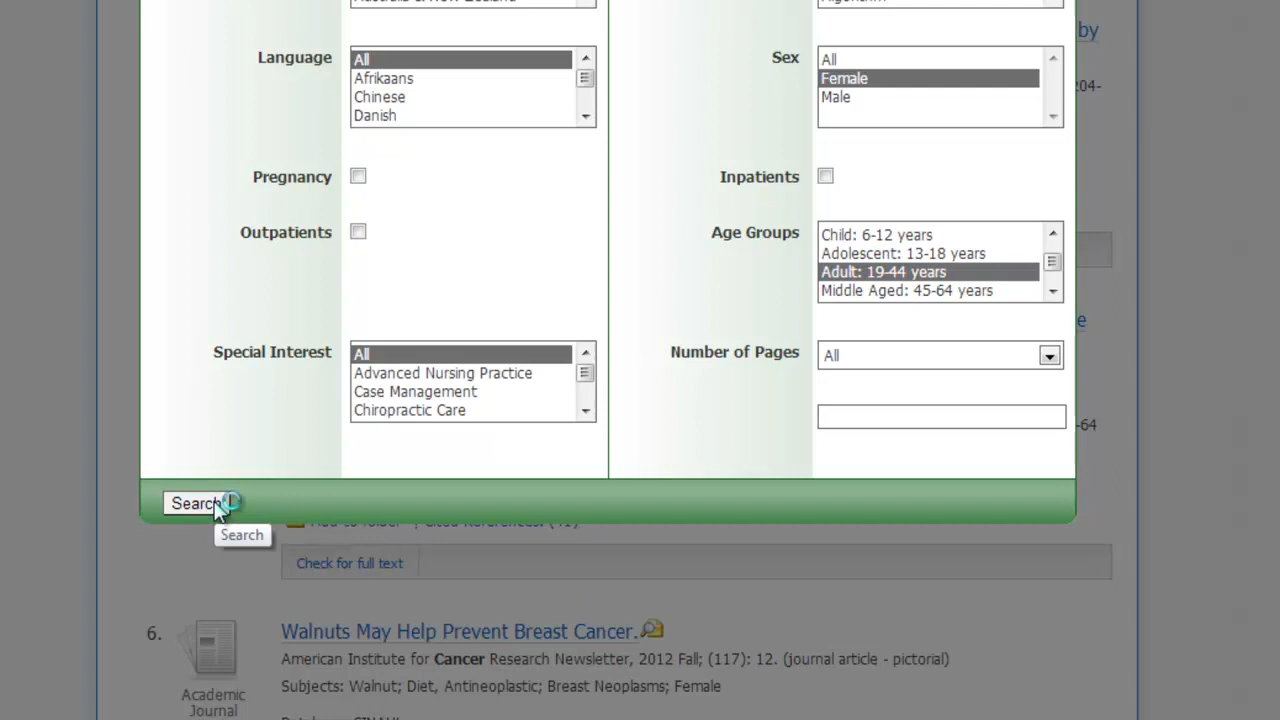 Language
All
Afrikaans
Chinese
Danish
Sex
All
Female
Male
by
204-
Pregnancy
Inpatients
Outpatients
Age Groups
Child: 6-12 years
Adolescent: 13-18 years
Adult: 19-44 years
Middle Aged: 45-64 years
Special Interest
All
Advanced Nursing Practice
Case Management
Chiropractic Care
Number of Pages
All
-64
Search
Search
Check for full text
6.
Walnuts May Help Prevent Breast Cancer.
American Institute for Cancer Research Newsletter, 2012 Fall; (117): 12. (journal article - pictorial)
Subjects: Walnut; Diet, Antineoplastic; Breast Neoplasms; Female
Academic
Journal